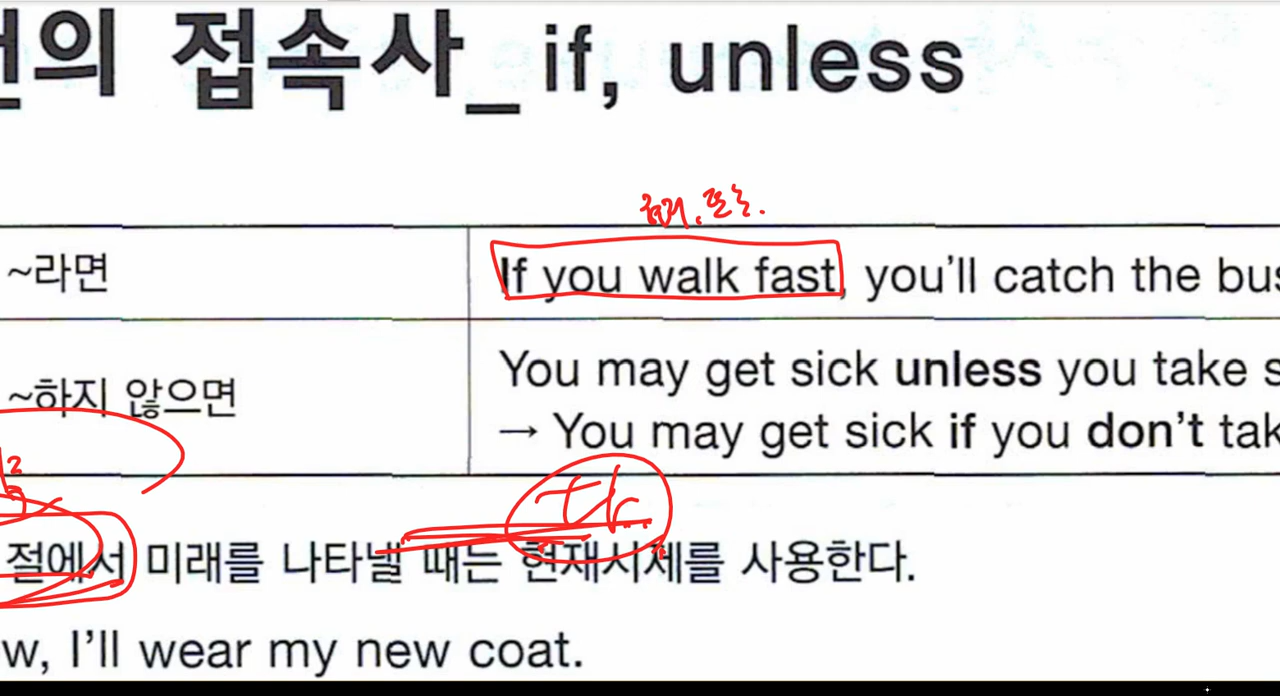 의 접속사_if, unless
~라면
If you walk fast, you'll catch the bus
~하지 않으면
You may get sick unless you take s
→ You may get sick if you don't tak
절에서 미래를 나타낼 때는 현재시제를 사용한다.
w, I'll wear my new coat.